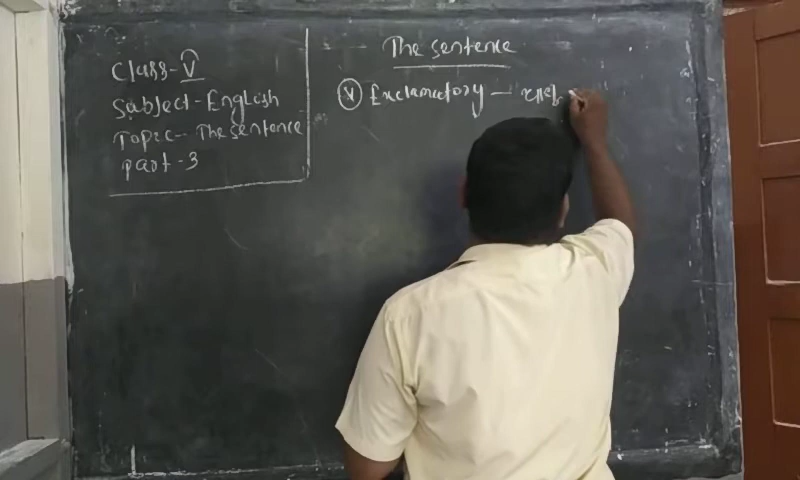 Class - V
Subject - English
Topic - The sentence
Part - 3
The sentence
Exclamatory -